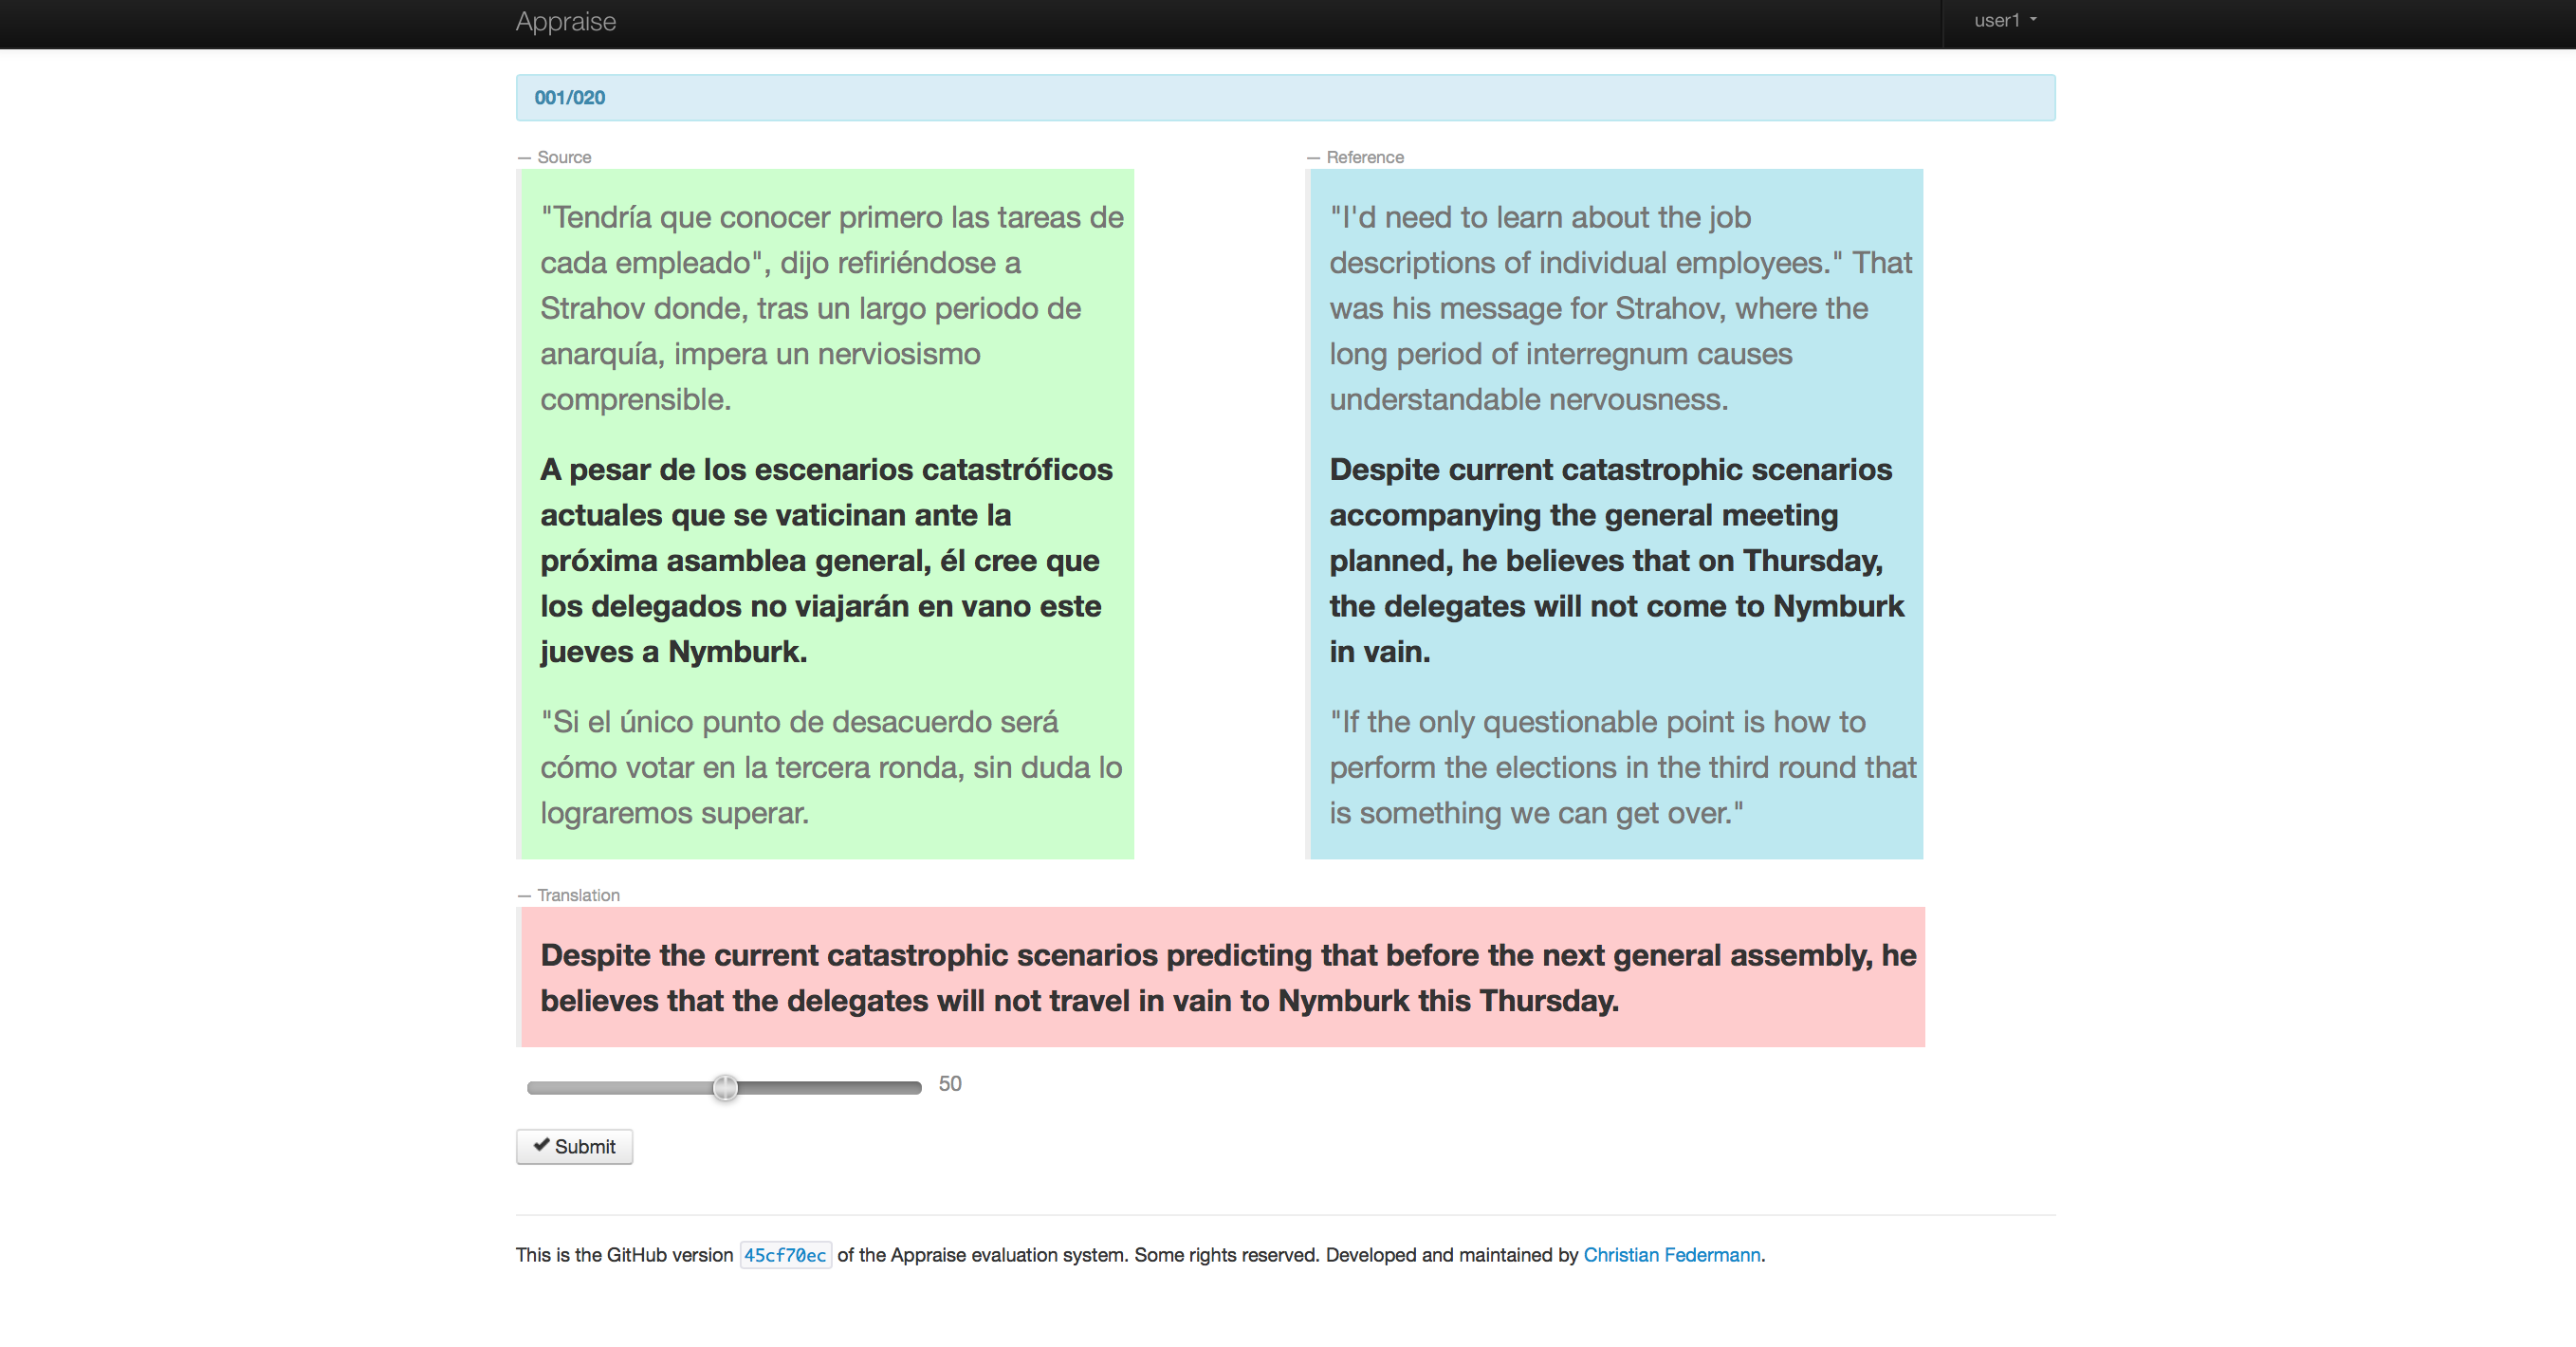 Appraise
user1
001/020
— Source
"Tendría que conocer primero las tareas de
cada empleado", dijo refiriéndose a
Strahov donde, tras un largo periodo de
anarquía, impera un nerviosismo
comprensible.
A pesar de los escenarios catastróficos
actuales que se vaticinan ante la
próxima asamblea general, él cree que
los delegados no viajarán en vano este
jueves a Nymburk.
"Si el único punto de desacuerdo será
cómo votar en la tercera ronda, sin duda lo
lograremos superar.
— Reference
"I'd need to learn about the job
descriptions of individual employees." That
was his message for Strahov, where the
long period of interregnum causes
understandable nervousness.
Despite current catastrophic scenarios
accompanying the general meeting
planned, he believes that on Thursday,
the delegates will not come to Nymburk
in vain.
"If the only questionable point is how to
perform the elections in the third round that
is something we can get over."
— Translation
Despite the current catastrophic scenarios predicting that before the next general assembly, he
believes that the delegates will not travel in vain to Nymburk this Thursday.
50
Submit
This is the GitHub version 45cf70ec of the Appraise evaluation system. Some rights reserved. Developed and maintained by Christian Federmann.